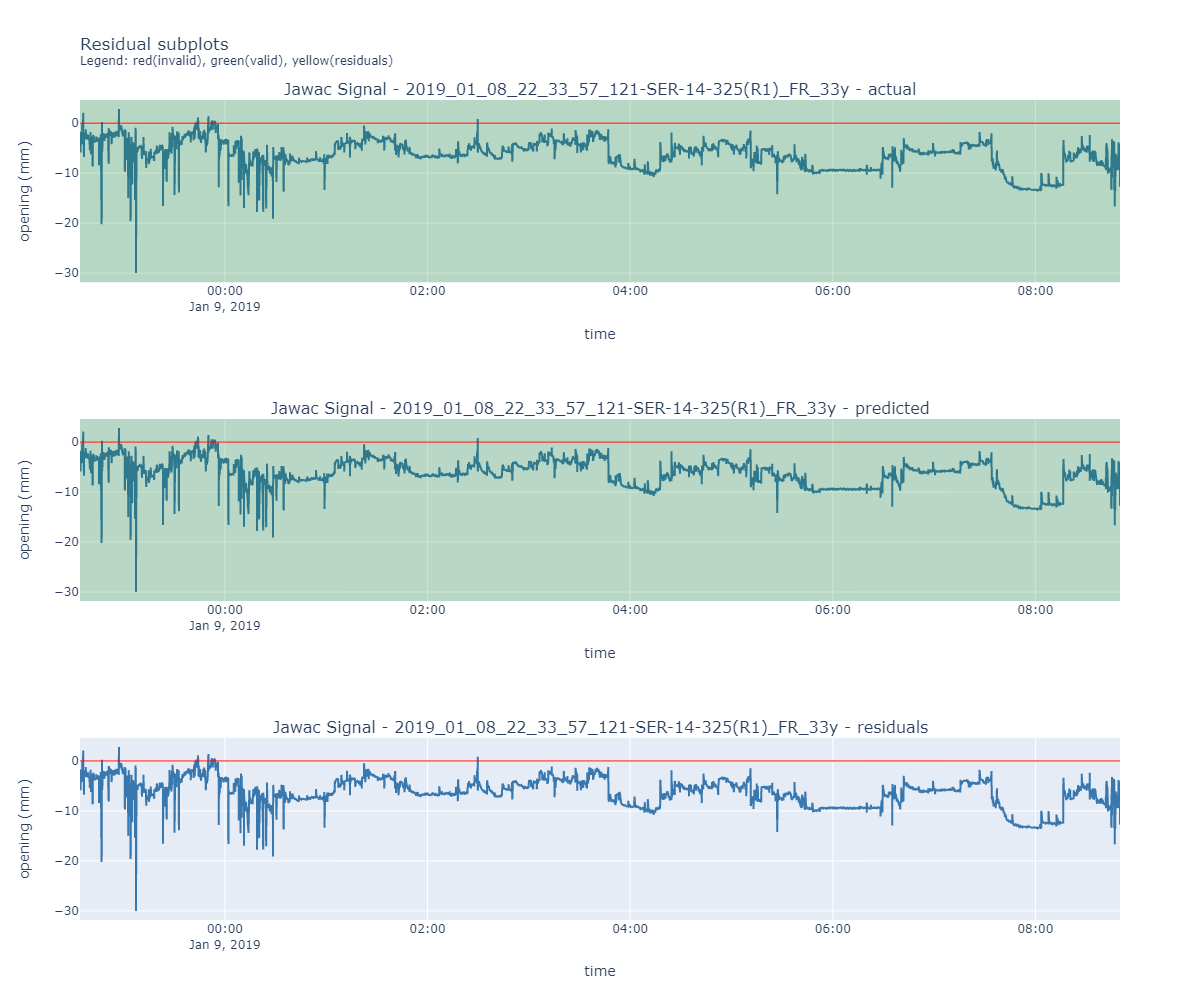 Residual subplots
Legend: red(invalid), green(valid), yellow(residuals)
Jawac Signal - 2019_01_08_22_33_57_121-SER-14-325(R1)_FR_33y - actual
0
−10
−20
−30
opening (mm)
00:00
Jan 9, 2019
02:00
04:00
06:00
08:00
time
Jawac Signal - 2019_01_08_22_33_57_121-SER-14-325(R1)_FR_33y - predicted
0
−10
−20
−30
opening (mm)
00:00
Jan 9, 2019
02:00
04:00
06:00
08:00
time
Jawac Signal - 2019_01_08_22_33_57_121-SER-14-325(R1)_FR_33y - residuals
0
−10
−20
−30
opening (mm)
00:00
Jan 9, 2019
02:00
04:00
06:00
08:00
time